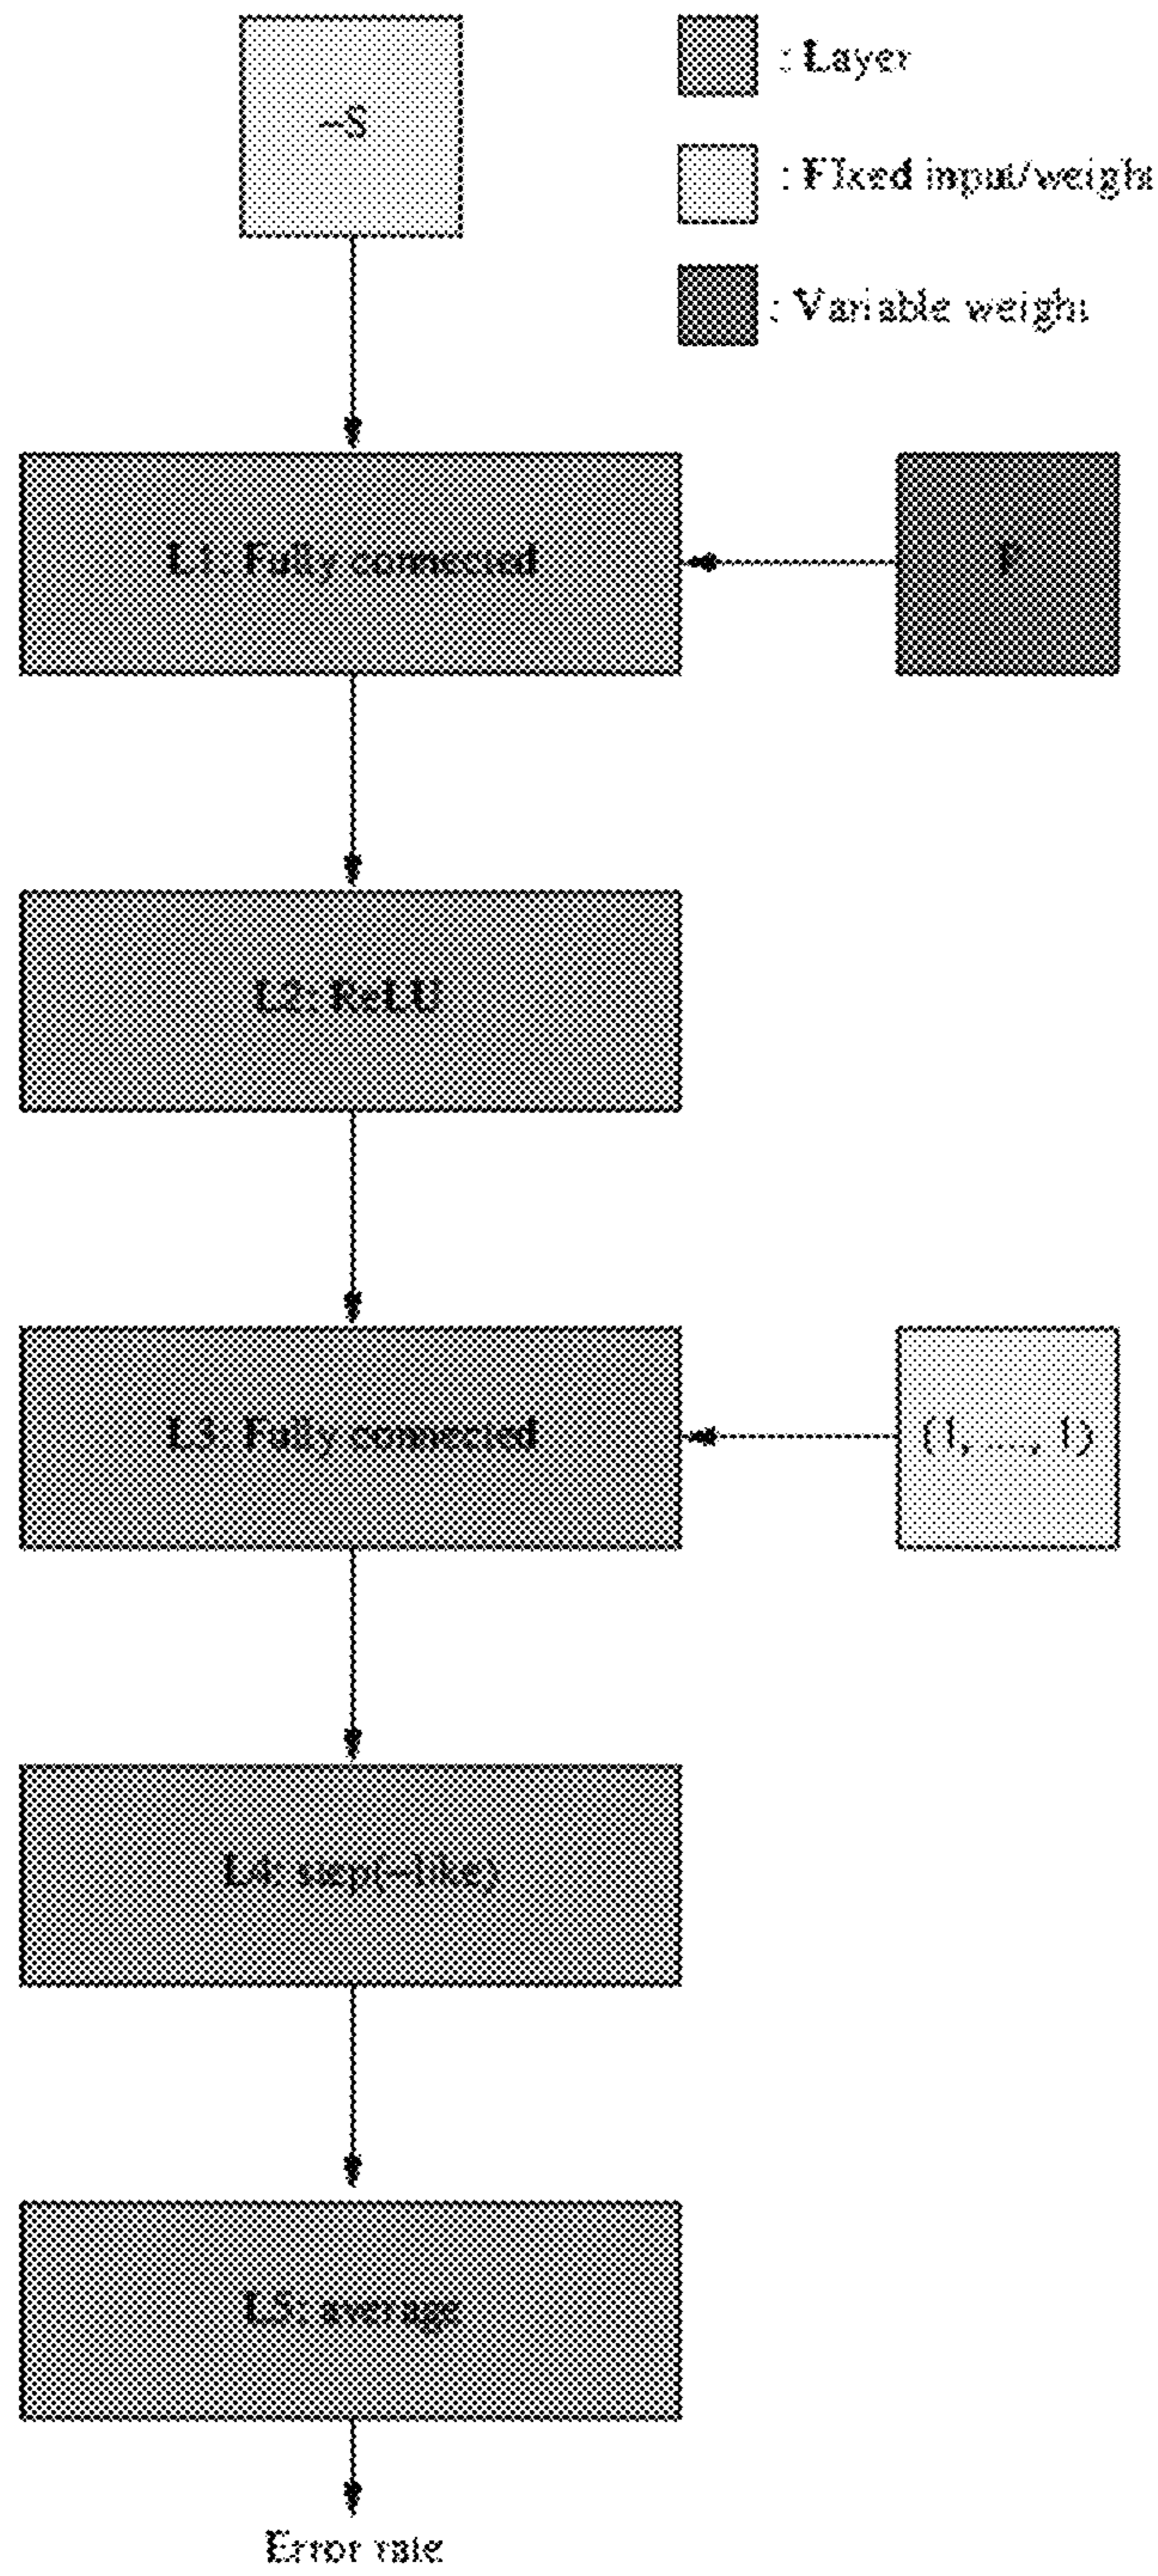 -S
: Layer
: Fixed input/weight
: Variable weight
L1: Fully connected
L2: ReLU
L3: Fully connected
(1, ..., 1)
L4: step(-like)
L5: average
Error rate